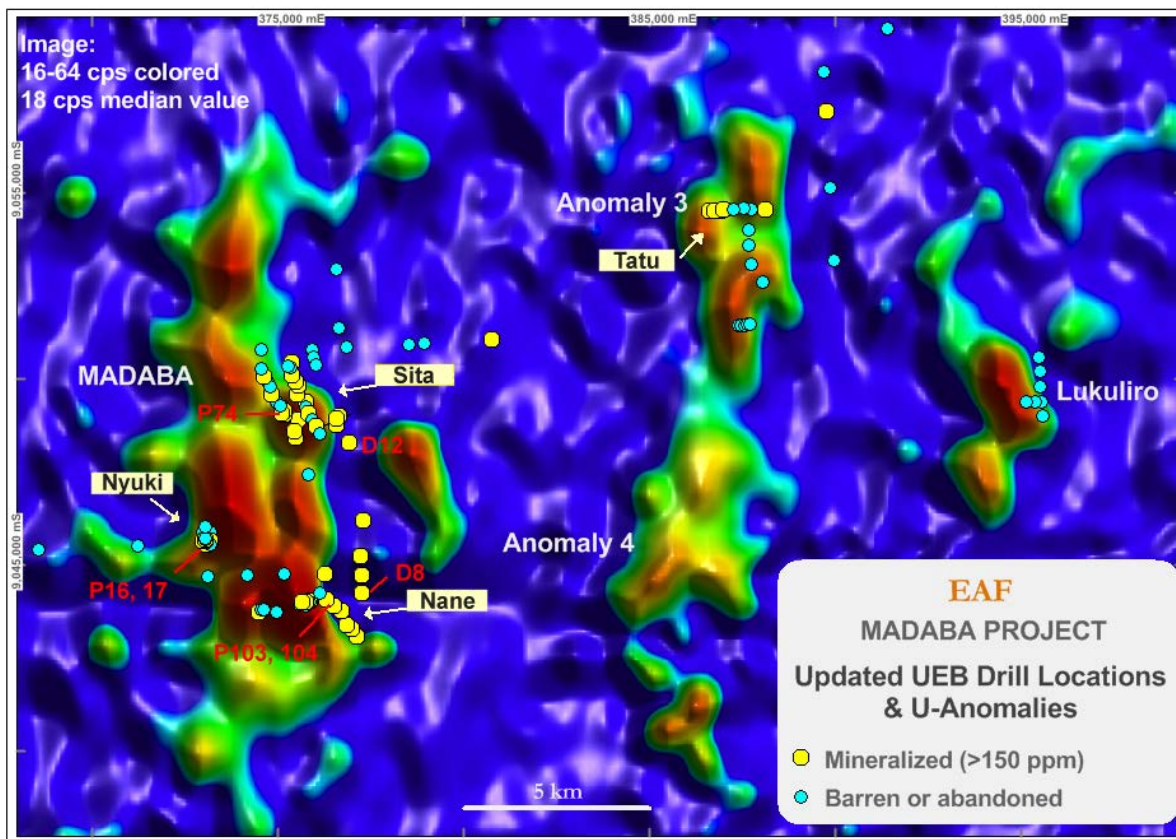 375,000 mE
385,000 mE
395,000 mE
Image:
16-64 cps colored
18 cps median value
9,055,000 mS
Anomaly 3
Tatu
MADABA
Sita
P74
D12
Lukuliro
Nyuki
Anomaly 4
9,045,000 mS
P16, 17
D8
Nane
P103, 104
5 km
EAF
MADABA PROJECT
Updated UEB Drill Locations
& U-Anomalies
Mineralized (>150 ppm)
Barren or abandoned